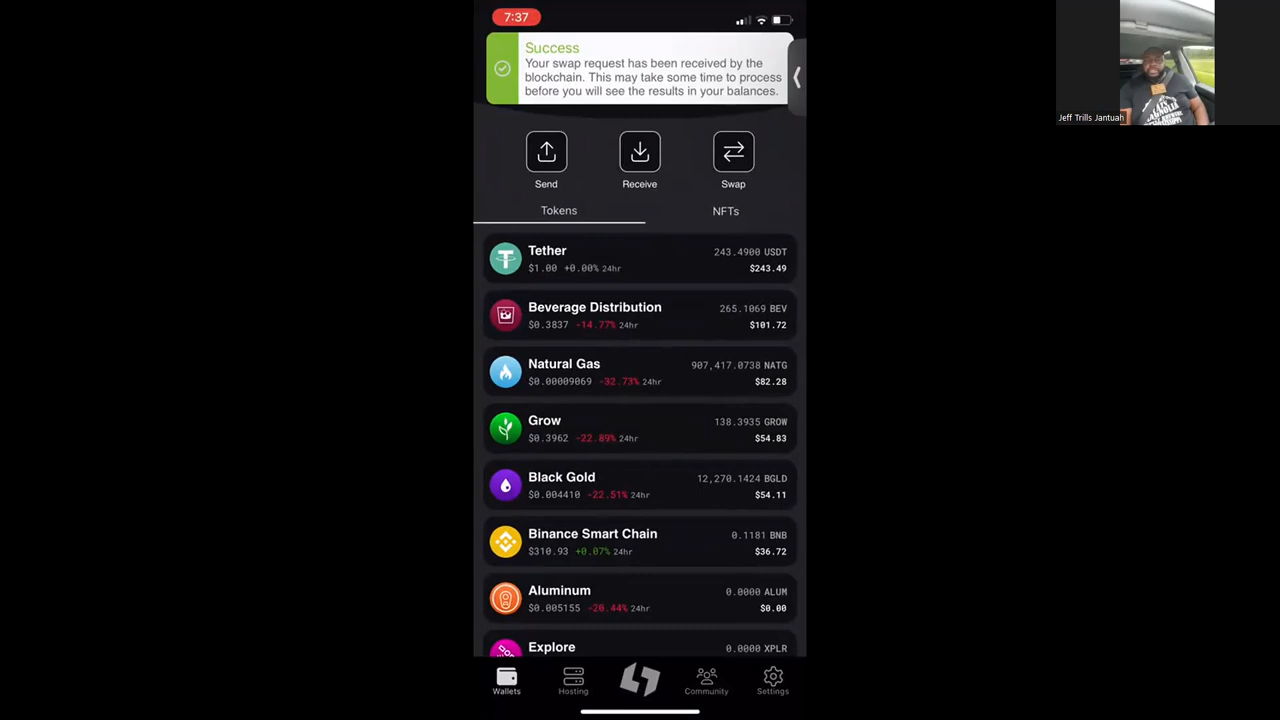 7:37
Success
Your swap request has been received by the
blockchain. This may take some time to process
before you will see the results in your balances.
Send Receive Swap
Tokens NFTs
Tether 243.4900 USDT
$1.00 +0.00% 24hr $243.49
Beverage Distribution 265.1069 BEV
$0.3837 -14.77% 24hr $101.72
Natural Gas 907,417.0738 NATG
$0.00009069 -32.73% 24hr $82.28
Grow 138.3935 GROW
$0.3962 -22.89% 24hr $54.83
Black Gold 12,270.1424 BGLD
$0.004410 -22.51% 24hr $54.11
Binance Smart Chain 0.1181 BNB
$310.93 +0.07% 24hr $36.72
Aluminum 0.0000 ALUM
$0.005155 -20.44% 24hr $0.00
Explore 0.0000 XPLR
Wallets Hosting Community Settings
Jeff Trills Jantuah